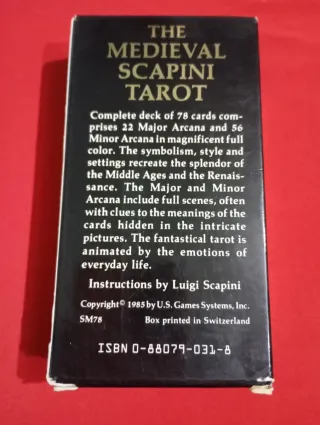 THE
MEDIEVAL
SCAPINI
TAROT
Complete deck of 78 cards com-
prises 22 Major Arcana and 56
Minor Arcana in magnificent full
color. The symbolism, style and
settings recreate the splendor of
the Middle Ages and the Renais-
sance. The Major and Minor
Arcana include full scenes, often
with clues to the meanings of the
cards hidden in the intricate
pictures. The fantastical tarot is
animated by the emotions of
everyday life.
Instructions by Luigi Scapini
Copyright © 1985 by U.S. Games Systems, Inc.
SM78 Box printed in Switzerland
ISBN 0-88079-031-8